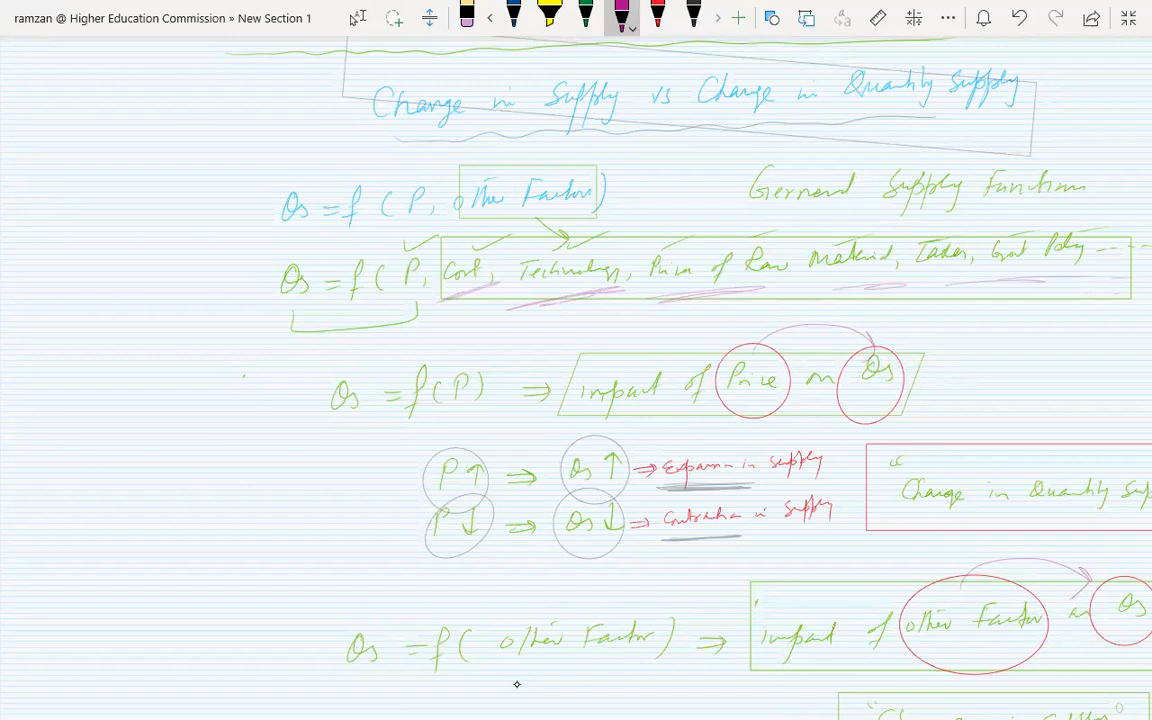 ramzan @ Higher Education Commission » New Section 1
Change in Supply vs Change in Quantity Supply
Qs = f ( P, other Factors)
General Supply Function
Qs = f ( P, Cost, Technology, Price of Raw Material, Taxes, Govt Policy ----
Qs = f(P) ⇒ impact of Price on Qs
P↑ ⇒ Qs↑ ⇒ Expansion in supply
P↓ ⇒ Qs↓ ⇒ Contraction in supply
"Change in Quantity Sup
Qs = f( other Factor) ⇒ impact of other Factor on Qs